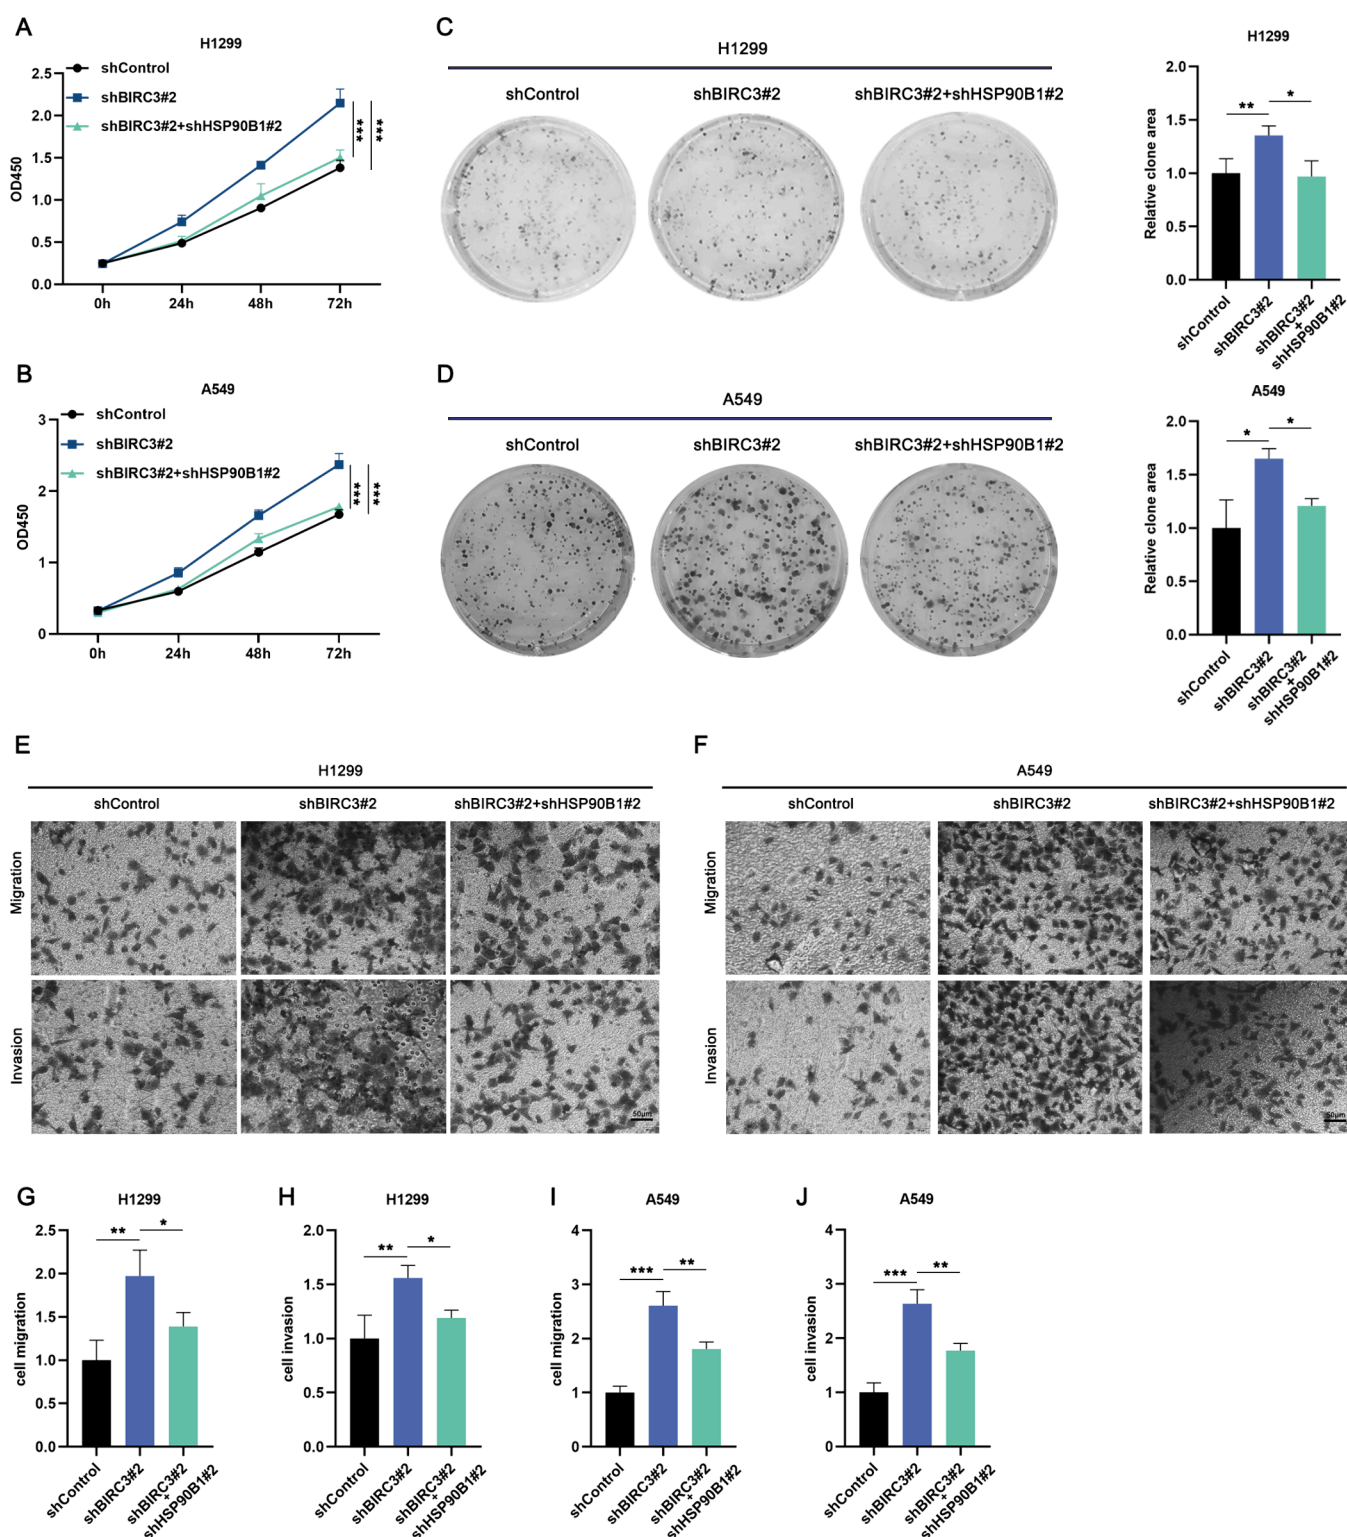 A
H1299
shControl
shBIRC3#2
shBIRC3#2+shHSP90B1#2
OD450
2.5
2.0
1.5
1.0
0.5
0.0
0h 24h 48h 72h
***
***
B
A549
shControl
shBIRC3#2
shBIRC3#2+shHSP90B1#2
OD450
3
2
1
0
0h 24h 48h 72h
***
***
C
H1299
shControl shBIRC3#2 shBIRC3#2+shHSP90B1#2
H1299
Relative clone area
2.0
1.5
1.0
0.5
0.0
** *
shControl
shBIRC3#2
shBIRC3#2
+
shHSP90B1#2
D
A549
shControl shBIRC3#2 shBIRC3#2+shHSP90B1#2
A549
Relative clone area
2.0
1.5
1.0
0.5
0.0
* *
shControl
shBIRC3#2
shBIRC3#2
+
shHSP90B1#2
E
H1299
shControl shBIRC3#2 shBIRC3#2+shHSP90B1#2
Migration
Invasion
50μm
F
A549
shControl shBIRC3#2 shBIRC3#2+shHSP90B1#2
Migration
Invasion
50μm
G
H1299
cell migration
2.5
2.0
1.5
1.0
0.5
0.0
** *
shControl
shBIRC3#2
shBIRC3#2
+
shHSP90B1#2
H
H1299
cell invasion
2.0
1.5
1.0
0.5
0.0
** *
shControl
shBIRC3#2
shBIRC3#2
+
shHSP90B1#2
I
A549
cell migration
4
3
2
1
0
*** **
shControl
shBIRC3#2
shBIRC3#2
+
shHSP90B1#2
J
A549
cell invasion
4
3
2
1
0
*** **
shControl
shBIRC3#2
shBIRC3#2
+
shHSP90B1#2